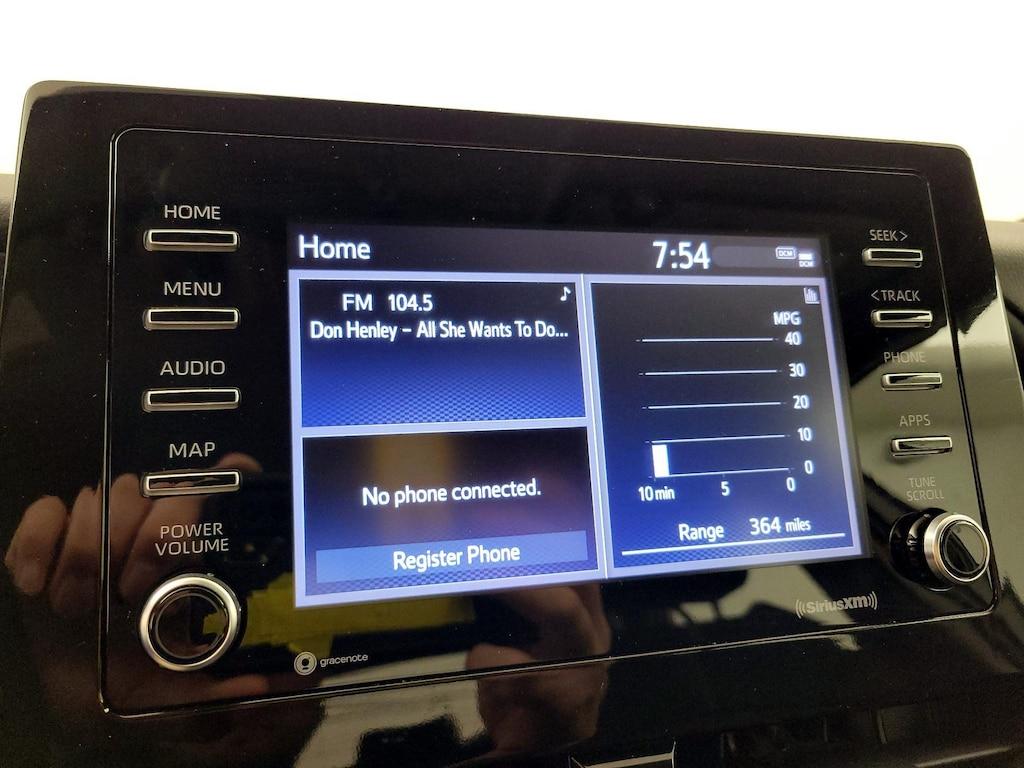 HOME
MENU
AUDIO
MAP
POWER
VOLUME
Home
7:54
DCM
DCM
FM 104.5
Don Henley – All She Wants To Do...
No phone connected.
Register Phone
MPG
40
30
20
10
0
10 min 5 0
Range 364 miles
SEEK >
< TRACK
PHONE
APPS
TUNE
SCROLL
gracenote
((SiriusXM))